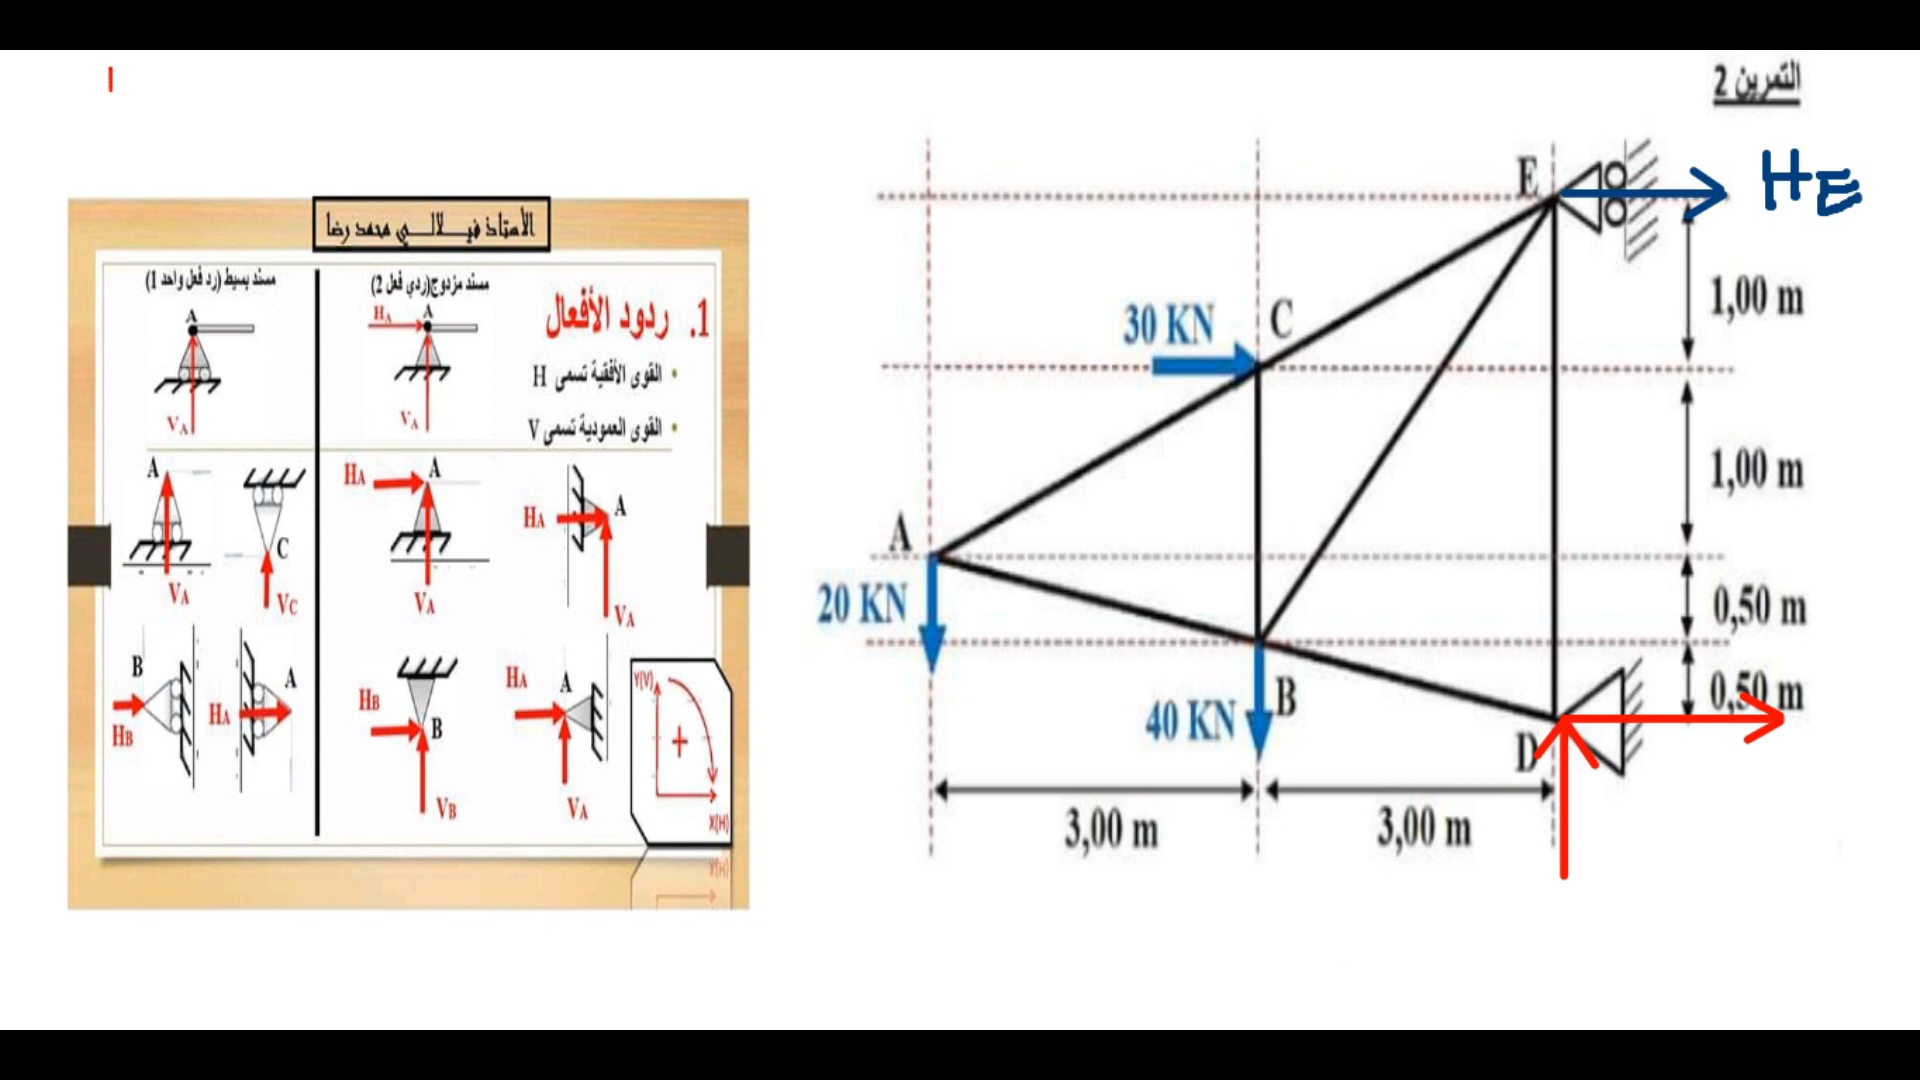 التمرين 2
الأستاذ فيــلالــي محمد رضا
1. ردود الأفعال
القوى الأفقية تسمى H
القوى العمودية تسمى V
مسند مزدوج(ردي فعل 2)
HA
A
VA
HA
A
VA
HA
A
VA
HB
B
VB
HA
A
VA
مسند بسيط (رد فعل واحد 1)
A
VA
A
VA
C
VC
B
HB
HA
A
Y(V)
+
X(H)
X(H)
E
HE
1,00 m
30 KN
C
1,00 m
A
20 KN
0,50 m
B
40 KN
0,50 m
D
3,00 m
3,00 m